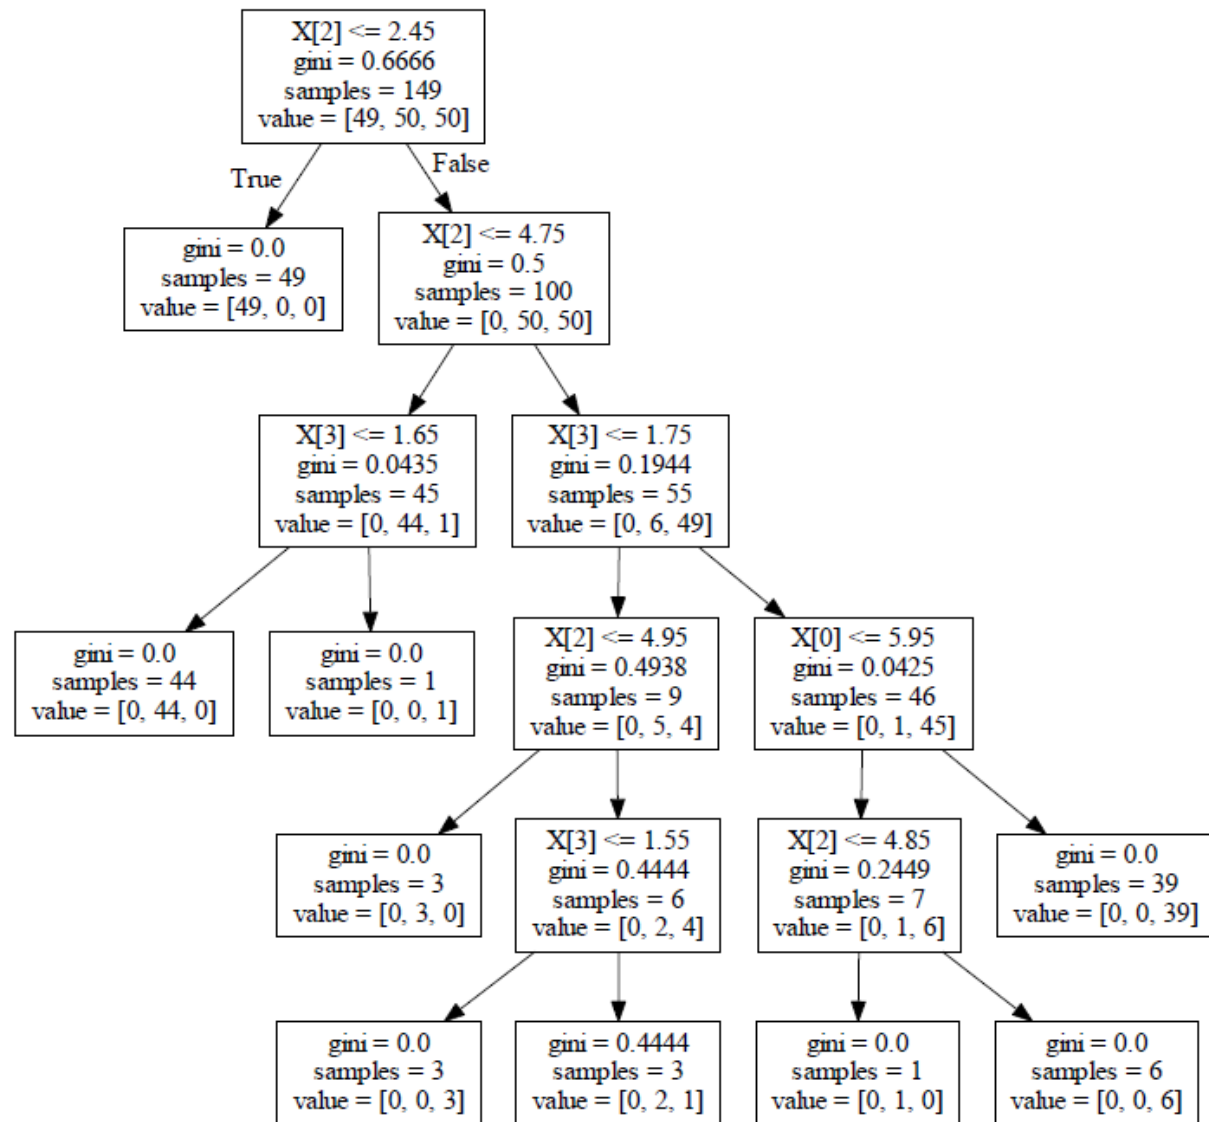 X[2] <= 2.45
gini = 0.6666
samples = 149
value = [49, 50, 50]
True
False
gini = 0.0
samples = 49
value = [49, 0, 0]
X[2] <= 4.75
gini = 0.5
samples = 100
value = [0, 50, 50]
X[3] <= 1.65
gini = 0.0435
samples = 45
value = [0, 44, 1]
X[3] <= 1.75
gini = 0.1944
samples = 55
value = [0, 6, 49]
gini = 0.0
samples = 44
value = [0, 44, 0]
gini = 0.0
samples = 1
value = [0, 0, 1]
X[2] <= 4.95
gini = 0.4938
samples = 9
value = [0, 5, 4]
X[0] <= 5.95
gini = 0.0425
samples = 46
value = [0, 1, 45]
gini = 0.0
samples = 3
value = [0, 3, 0]
X[3] <= 1.55
gini = 0.4444
samples = 6
value = [0, 2, 4]
X[2] <= 4.85
gini = 0.2449
samples = 7
value = [0, 1, 6]
gini = 0.0
samples = 39
value = [0, 0, 39]
gini = 0.0
samples = 3
value = [0, 0, 3]
gini = 0.4444
samples = 3
value = [0, 2, 1]
gini = 0.0
samples = 1
value = [0, 1, 0]
gini = 0.0
samples = 6
value = [0, 0, 6]